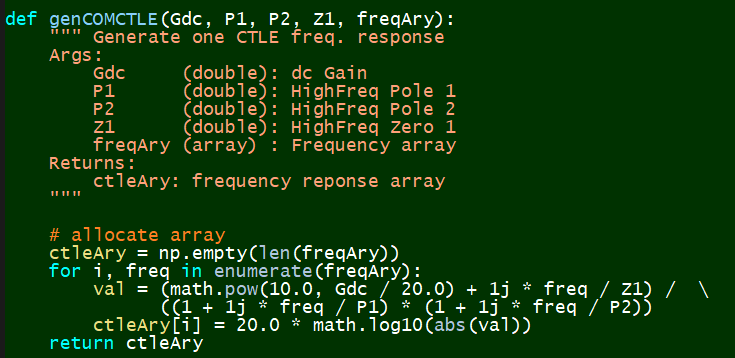 def genCOMCTLE(Gdc, P1, P2, Z1, freqAry):
    """ Generate one CTLE freq. response
    Args:
        Gdc     (double): dc Gain
        P1      (double): HighFreq Pole 1
        P2      (double): HighFreq Pole 2
        Z1      (double): HighFreq Zero 1
        freqAry (array) : Frequency array
    Returns:
        ctleAry: frequency reponse array
    """
    # allocate array
    ctleAry = np.empty(len(freqAry))
    for i, freq in enumerate(freqAry):
        val = (math.pow(10.0, Gdc / 20.0) + 1j * freq / Z1) /  \
              ((1 + 1j * freq / P1) * (1 + 1j * freq / P2))
        ctleAry[i] = 20.0 * math.log10(abs(val))
    return ctleAry